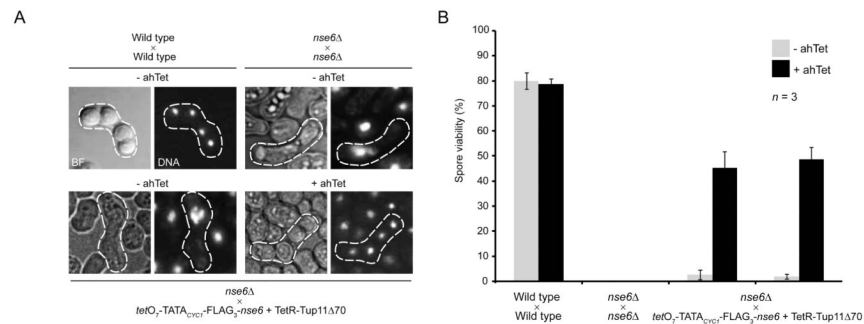 A
Wild type
×
Wild type
nse6Δ
×
nse6Δ
- ahTet
- ahTet
BF
DNA
- ahTet
+ ahTet
nse6Δ
×
tetO7-TATACYC1-FLAG3-nse6 + TetR-Tup11Δ70
B
Spore viability (%)
100
90
80
70
60
50
40
30
20
10
0
- ahTet
+ ahTet
n = 3
Wild type
×
Wild type
nse6Δ
×
nse6Δ
nse6Δ
×
tetO7-TATACYC1-FLAG3-nse6 + TetR-Tup11Δ70